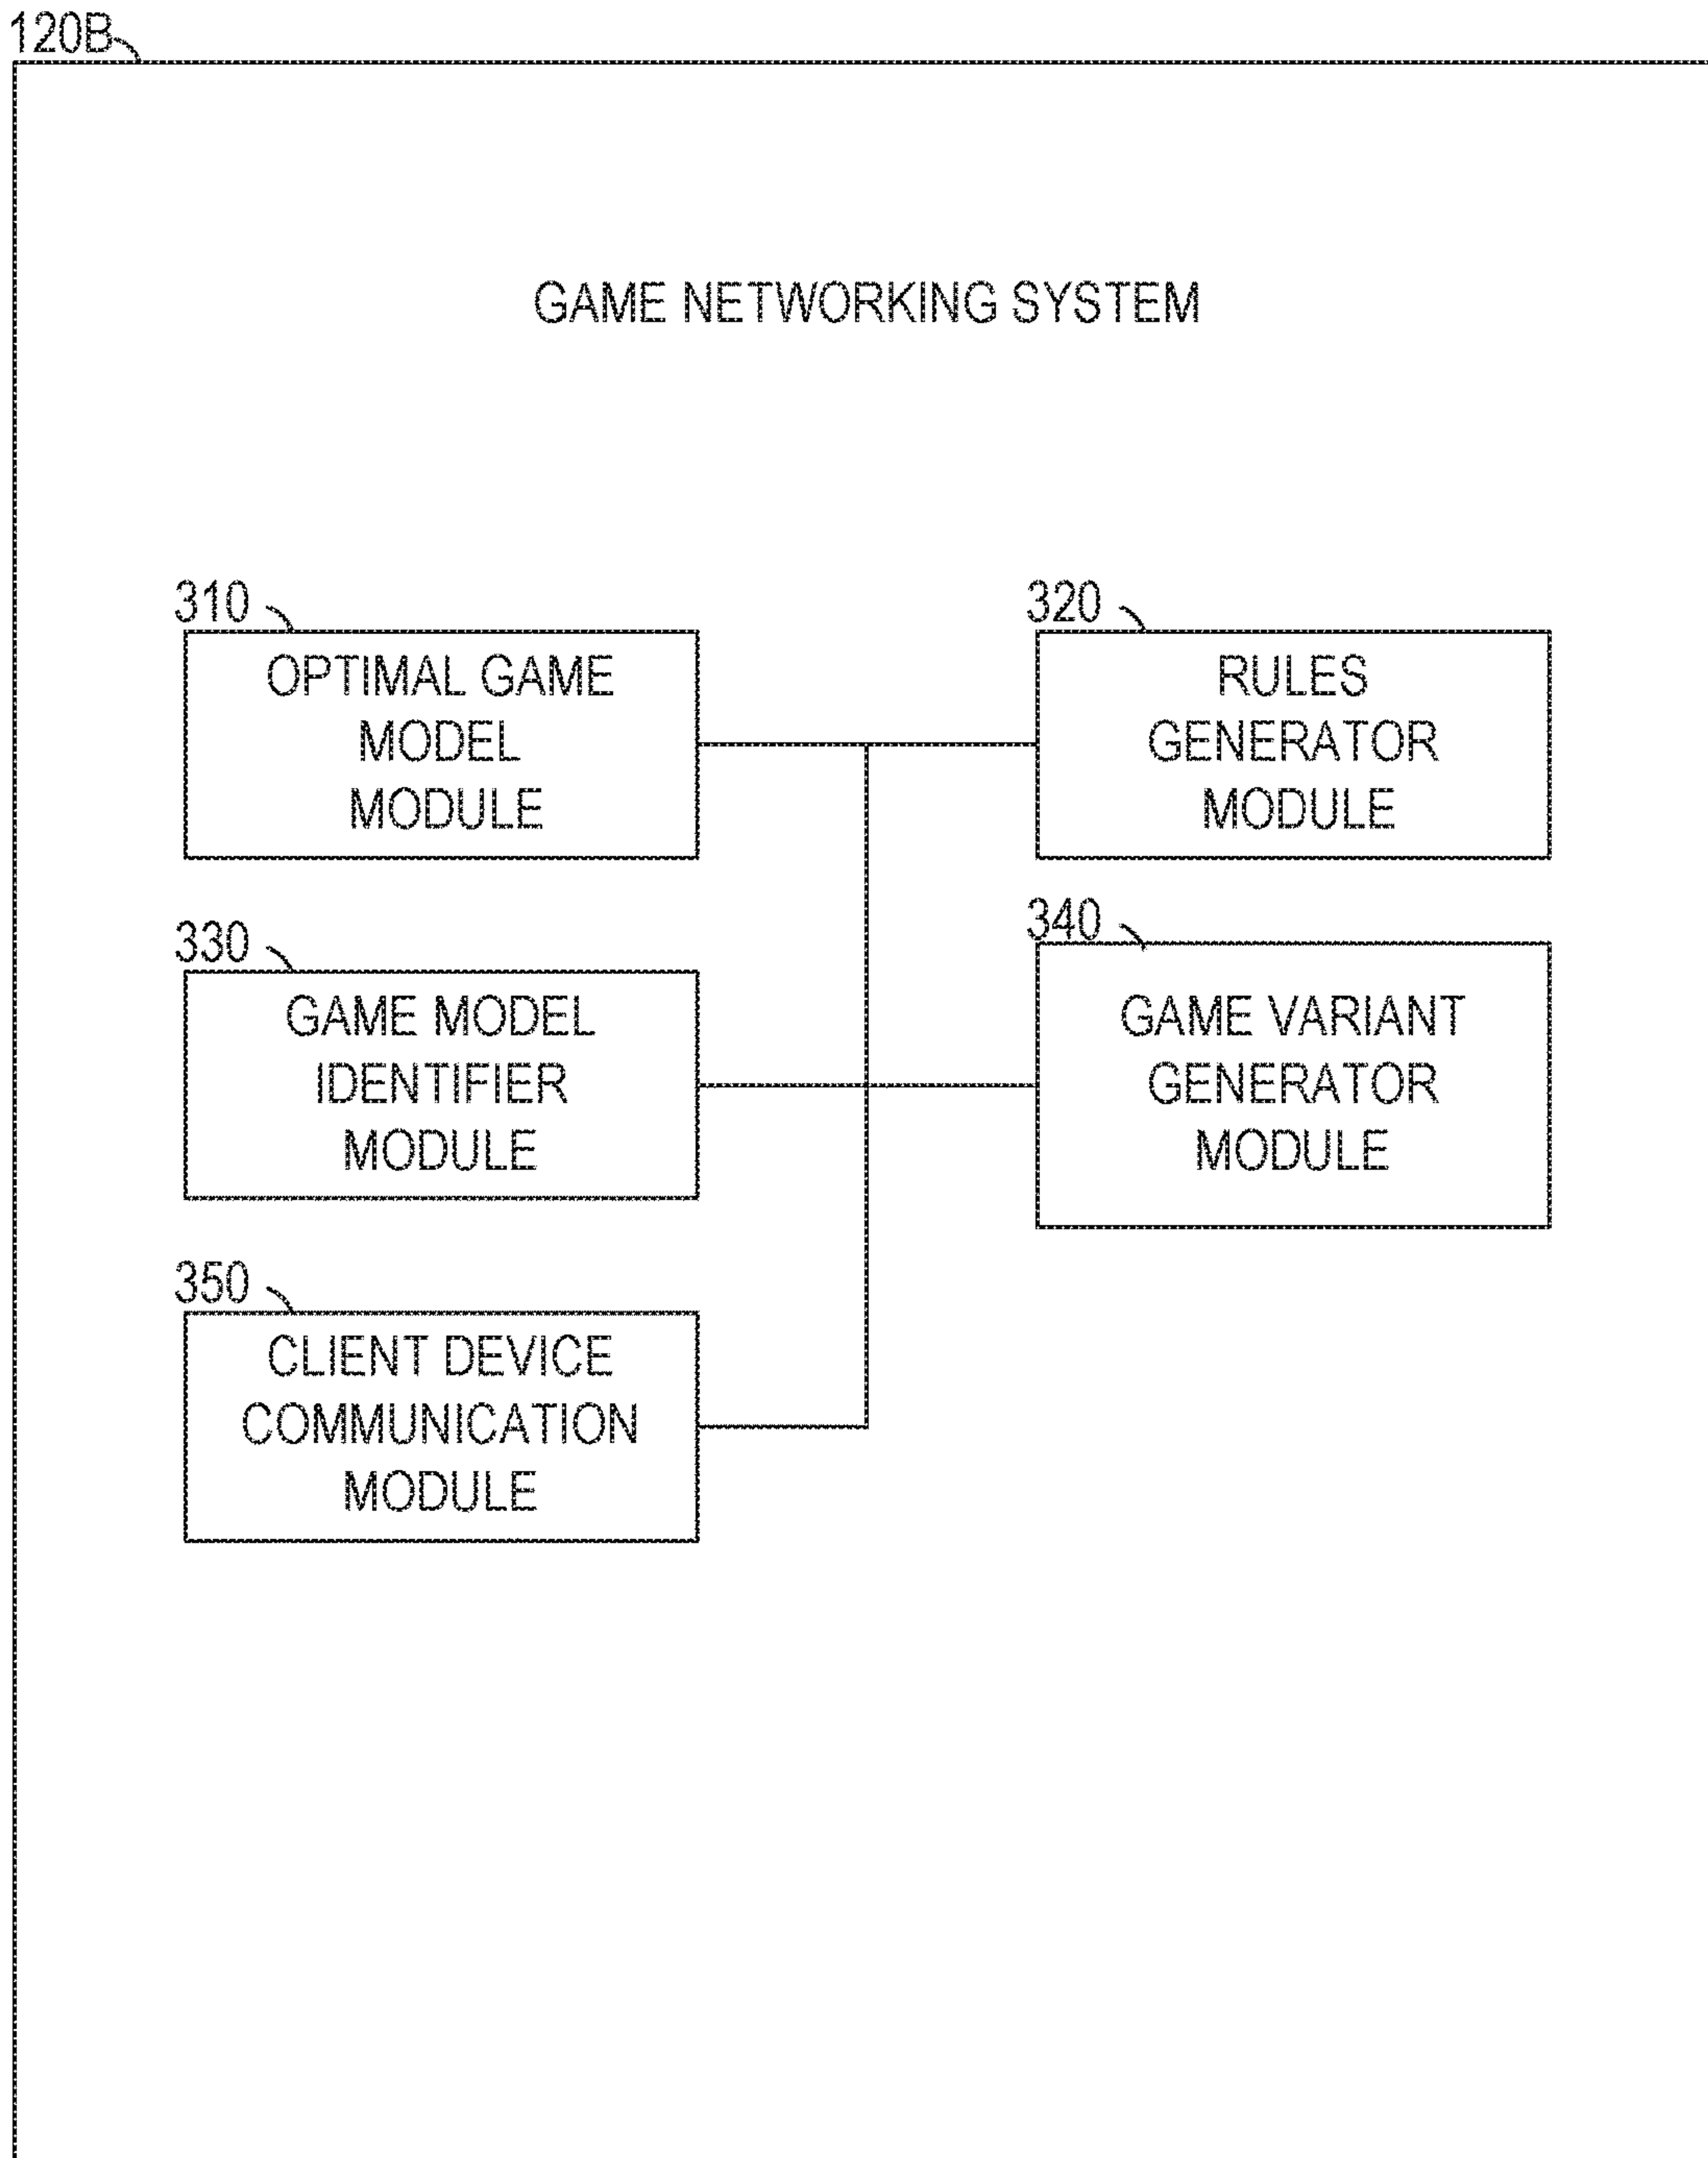 120B
GAME NETWORKING SYSTEM
310
OPTIMAL GAME
MODEL
MODULE
320
RULES
GENERATOR
MODULE
330
GAME MODEL
IDENTIFIER
MODULE
340
GAME VARIANT
GENERATOR
MODULE
350
CLIENT DEVICE
COMMUNICATION
MODULE